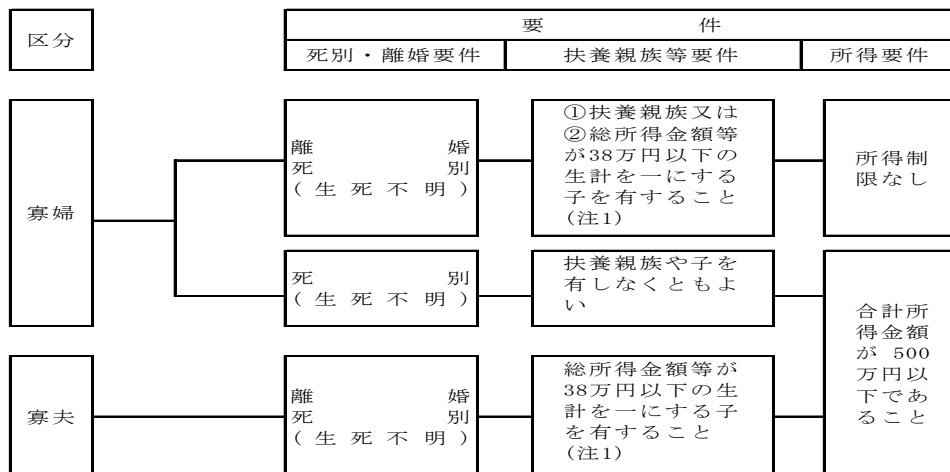 区分
要件
死別・離婚要件
扶養親族等要件
所得要件
寡婦
離婚
死別
(生死不明)
①扶養親族又は
②総所得金額等
が38万円以下の
生計を一にする
子を有すること
(注1)
所得制
限なし
死別
(生死不明)
扶養親族や子を
有しなくともよ
い
合計所
得金額
が 500
万円以
下であ
ること
寡夫
離婚
死別
(生死不明)
総所得金額等が
38万円以下の生
計を一にする子
を有すること
(注1)